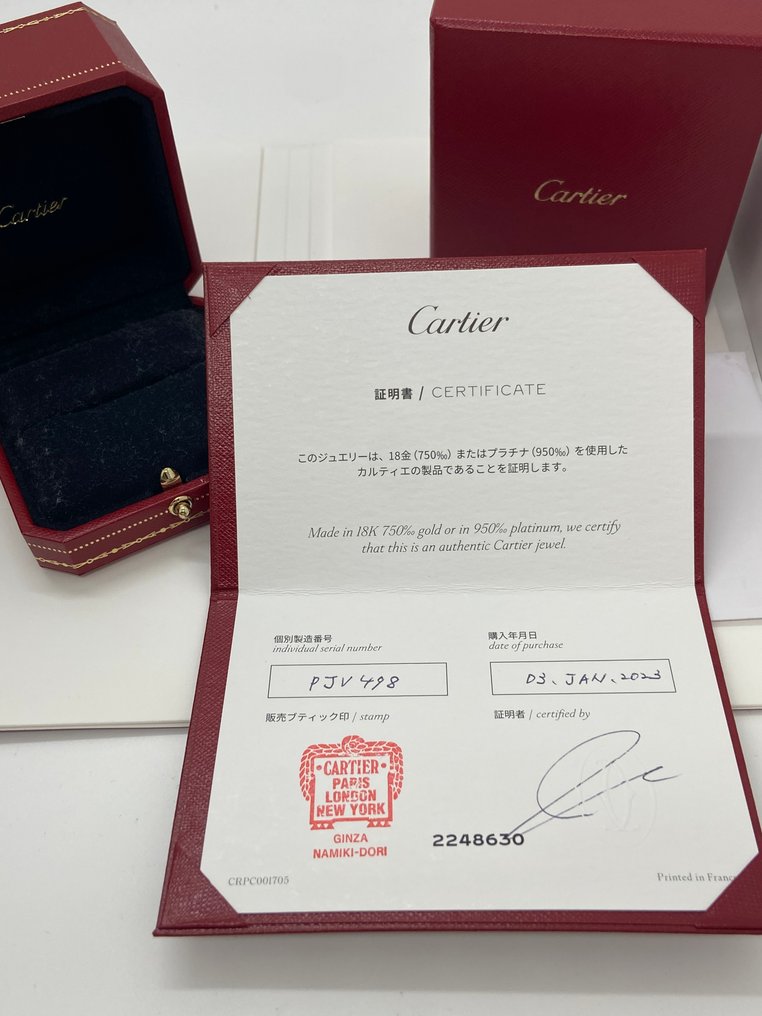 Cartier
Cartier
Cartier
証明書 / CERTIFICATE
このジュエリーは、18金(750‰)またはプラチナ(950‰)を使用した
カルティエの製品であることを証明します。
Made in 18K 750‰ gold or in 950‰ platinum, we certify
that this is an authentic Cartier jewel.
個別製造番号
individual serial number
PJV498
購入年月日
date of purchase
03. JAN. 2023
販売ブティック印 / stamp
証明者 / certified by
CARTIER
PARIS
LONDON
NEW YORK
GINZA
NAMIKI-DORI
2248630
CRPC001705
Printed in France